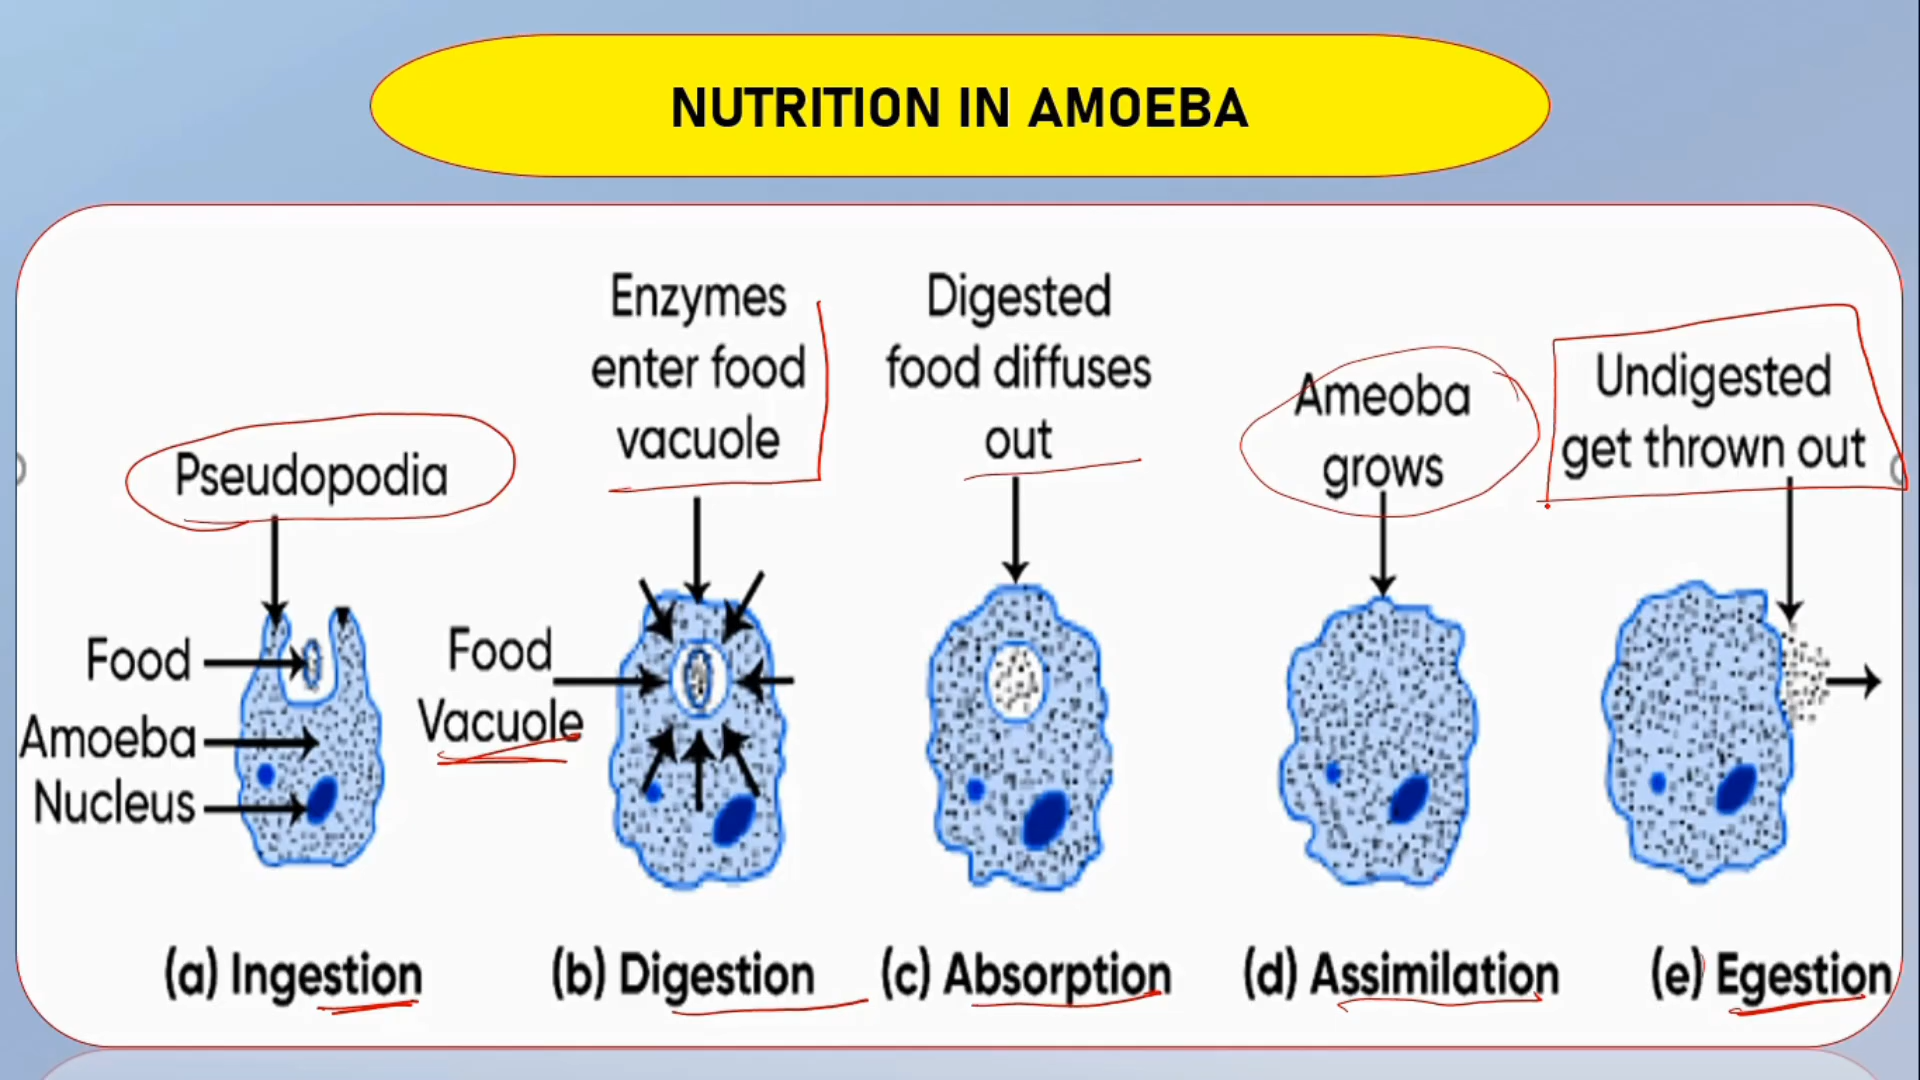 NUTRITION IN AMOEBA
Enzymes
enter food
vacuole
Digested
food diffuses
out
Ameoba
grows
Undigested
get thrown out
Pseudopodia
Food
Amoeba
Nucleus
Food
Vacuole
(a) Ingestion
(b) Digestion
(c) Absorption
(d) Assimilation
(e) Egestion